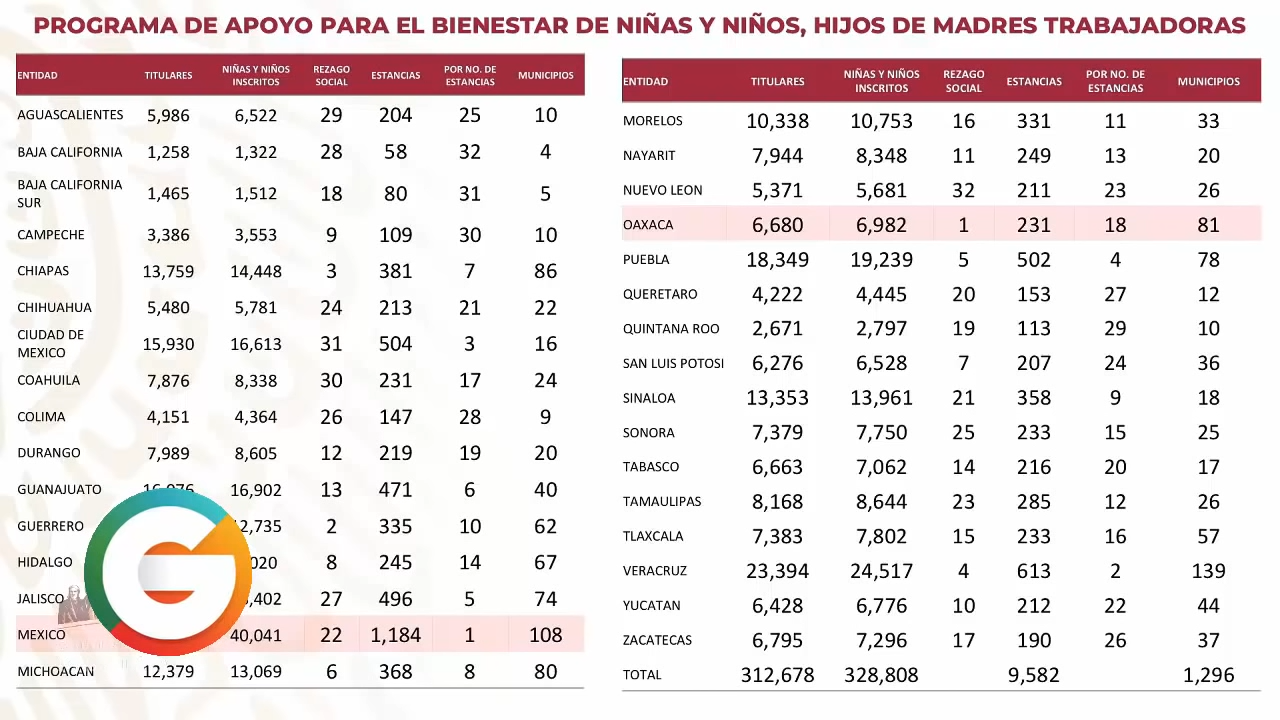 PROGRAMA DE APOYO PARA EL BIENESTAR DE NIÑAS Y NIÑOS, HIJOS DE MADRES TRABAJADORAS
ENTIDAD TITULARES NIÑAS Y NIÑOS INSCRITOS REZAGO SOCIAL ESTANCIAS POR NO. DE ESTANCIAS MUNICIPIOS
AGUASCALIENTES 5,986 6,522 29 204 25 10
BAJA CALIFORNIA 1,258 1,322 28 58 32 4
BAJA CALIFORNIA SUR 1,465 1,512 18 80 31 5
CAMPECHE 3,386 3,553 9 109 30 10
CHIAPAS 13,759 14,448 3 381 7 86
CHIHUAHUA 5,480 5,781 24 213 21 22
CIUDAD DE MEXICO 15,930 16,613 31 504 3 16
COAHUILA 7,876 8,338 30 231 17 24
COLIMA 4,151 4,364 26 147 28 9
DURANGO 7,989 8,605 12 219 19 20
GUANAJUATO 16,902 13 471 6 40
GUERRERO 2 335 10 62
HIDALGO 8 245 14 67
JALISCO 27 496 5 74
MEXICO 40,041 22 1,184 1 108
MICHOACAN 12,379 13,069 6 368 8 80
ENTIDAD TITULARES NIÑAS Y NIÑOS INSCRITOS REZAGO SOCIAL ESTANCIAS POR NO. DE ESTANCIAS MUNICIPIOS
MORELOS 10,338 10,753 16 331 11 33
NAYARIT 7,944 8,348 11 249 13 20
NUEVO LEON 5,371 5,681 32 211 23 26
OAXACA 6,680 6,982 1 231 18 81
PUEBLA 18,349 19,239 5 502 4 78
QUERETARO 4,222 4,445 20 153 27 12
QUINTANA ROO 2,671 2,797 19 113 29 10
SAN LUIS POTOSI 6,276 6,528 7 207 24 36
SINALOA 13,353 13,961 21 358 9 18
SONORA 7,379 7,750 25 233 15 25
TABASCO 6,663 7,062 14 216 20 17
TAMAULIPAS 8,168 8,644 23 285 12 26
TLAXCALA 7,383 7,802 15 233 16 57
VERACRUZ 23,394 24,517 4 613 2 139
YUCATAN 6,428 6,776 10 212 22 44
ZACATECAS 6,795 7,296 17 190 26 37
TOTAL 312,678 328,808 9,582 1,296
G